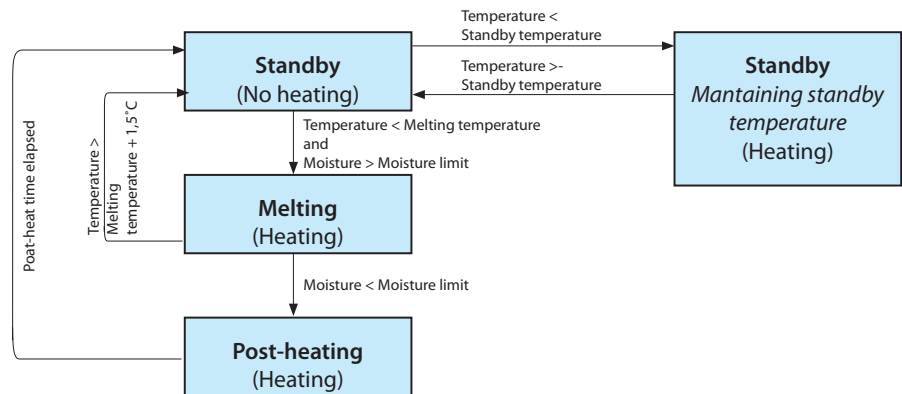 Temperature <
Standby temperature
Standby
(No heating)
Temperature >-
Standby temperature
Standby
Mantaining standby
temperature
(Heating)
Temperature < Melting temperature
and
Moisture > Moisture limit
Poat-heat time elapsed
Temperature >
Melting
temperature + 1,5˚C
Melting
(Heating)
Moisture < Moisture limit
Post-heating
(Heating)